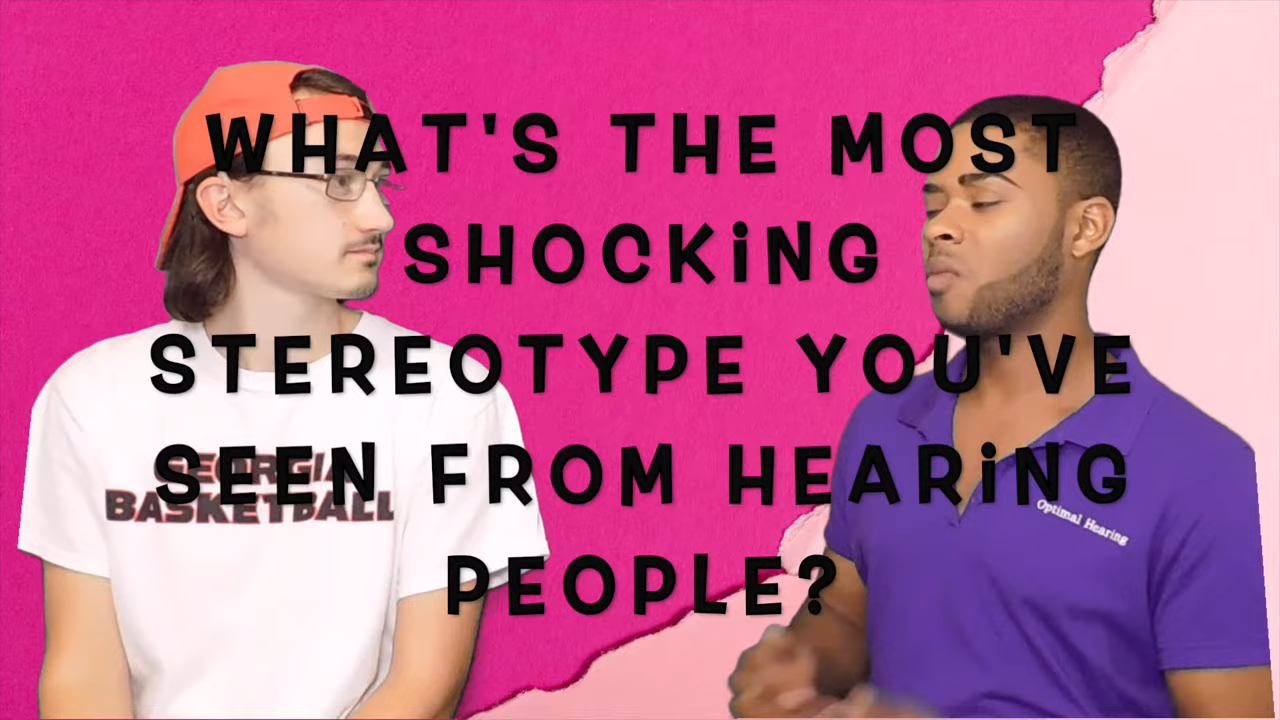 WHAT'S THE MOST
SHOCKiNG
STEREOTYPE YOU'VE
SEEN FROM HEARiNG
PEOPLE?
GEORGIA
BASKETBALL
Optimal Hearing